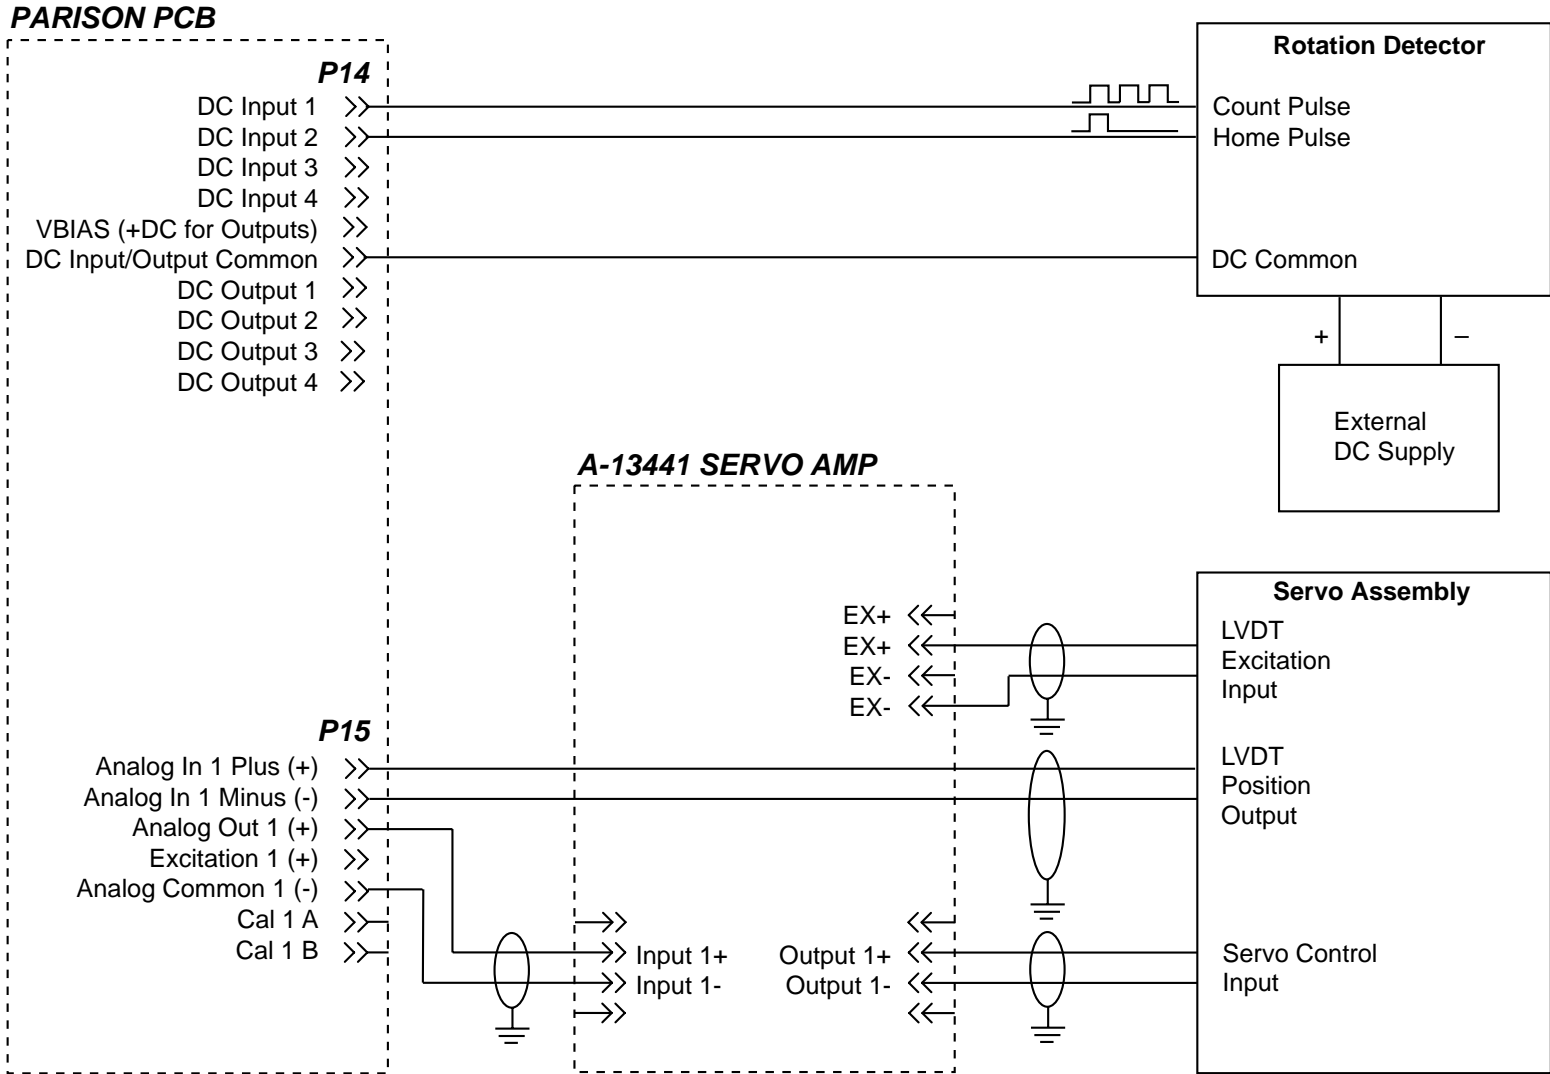 PARISON PCB
P14
DC Input 1
DC Input 2
DC Input 3
DC Input 4
VBIAS (+DC for Outputs)
DC Input/Output Common
DC Output 1
DC Output 2
DC Output 3
DC Output 4
Rotation Detector
Count Pulse
Home Pulse
DC Common
+
–
External
DC Supply
A-13441 SERVO AMP
EX+
EX+
EX-
EX-
Input 1+
Input 1-
Output 1+
Output 1-
Servo Assembly
LVDT
Excitation
Input
LVDT
Position
Output
Servo Control
Input
P15
Analog In 1 Plus (+)
Analog In 1 Minus (-)
Analog Out 1 (+)
Excitation 1 (+)
Analog Common 1 (-)
Cal 1 A
Cal 1 B